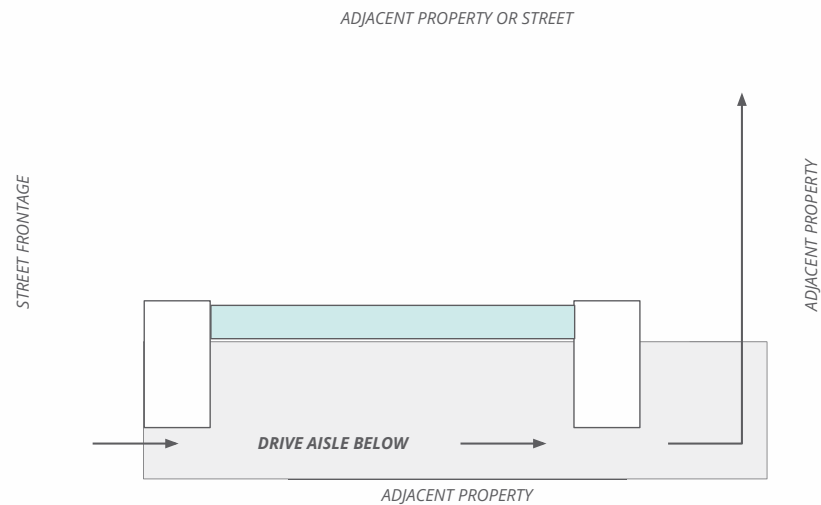 ADJACENT PROPERTY OR STREET
STREET FRONTAGE
ADJACENT PROPERTY
DRIVE AISLE BELOW
ADJACENT PROPERTY